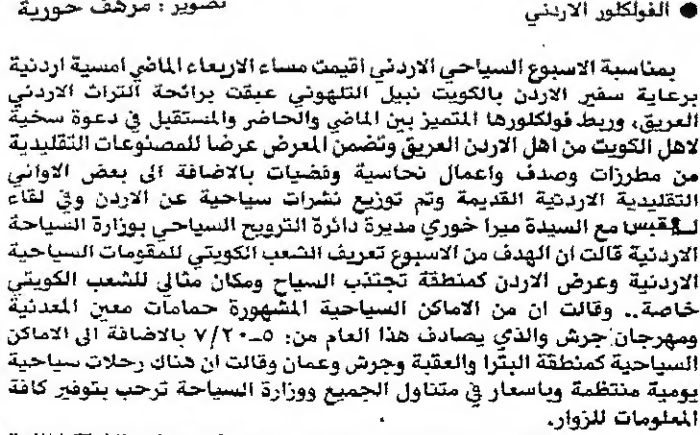 ● الفولكلور الاردني
تصوير : مرهف حورية
بمناسبة الاسبوع السياحي الاردني اقيمت مساء الاربعاء الماضي امسية اردنية
برعاية سفير الاردن بالكويت نبيل التلهوني عبقت برائحة التراث الاردني
العريق، وربط فولكلورها المتميز بين الماضي والحاضر والمستقبل في دعوة سخية
لاهل الكويت من اهل الاردن العريق وتضمن المعرض عرضا للمصنوعات التقليدية
من مطرزات وصدف واعمال نحاسية وفضيات بالاضافة الى بعض الاواني
التقليدية الاردنية القديمة وتم توزيع نشرات سياحية عن الاردن وفي لقاء
لـ القبس مع السيدة ميرا خوري مديرة دائرة الترويح السياحي بوزارة السياحة
الاردنية قالت ان الهدف من الاسبوع تعريف الشعب الكويتي للمقومات السياحية
الاردنية وعرض الاردن كمنطقة تجتذب السياح ومكان مثالي للشعب الكويتي
خاصة.. وقالت ان من الاماكن السياحية المشهورة حمامات معين المعدنية
ومهرجان جرش والذي يصادف هذا العام من: ٥ـ٧/٢٠ بالاضافة الى الاماكن
السياحية كمنطقة البترا والعقبة وجرش وعمان وقالت ان هناك رحلات سياحية
يومية منتظمة وباسعار في متناول الجميع ووزارة السياحة ترحب بتوفير كافة
المعلومات للزوار.